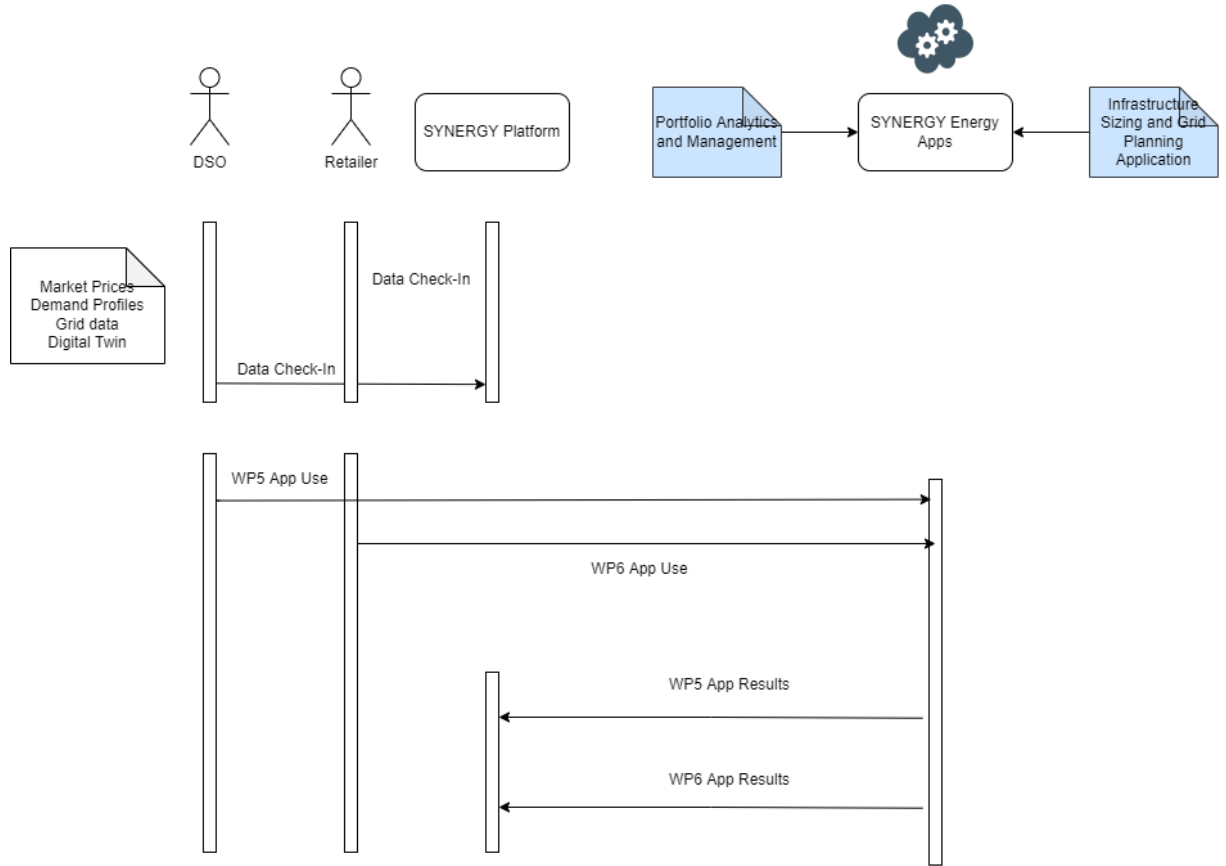 DSO
Retailer
SYNERGY Platform
Portfolio Analytics
and Management
SYNERGY Energy
Apps
Infrastructure
Sizing and Grid
Planning
Application
Market Prices
Demand Profiles
Grid data
Digital Twin
Data Check-In
Data Check-In
WP5 App Use
WP6 App Use
WP5 App Results
WP6 App Results